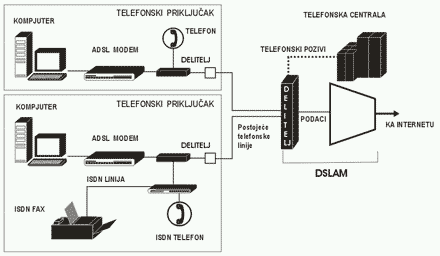 TELEFONSKI PRIKLJUČAK
KOMPJUTER
TELEFON
ADSL MODEM
DELITELJ
TELEFONSKI PRIKLJUČAK
KOMPJUTER
ADSL MODEM
DELITELJ
ISDN LINIJA
ISDN FAX
ISDN TELEFON
Postojeće
telefonske
linije
TELEFONSKA CENTRALA
TELEFONSKI POZIVI
DELITELJ
PODACI
KA INTERNETU
DSLAM